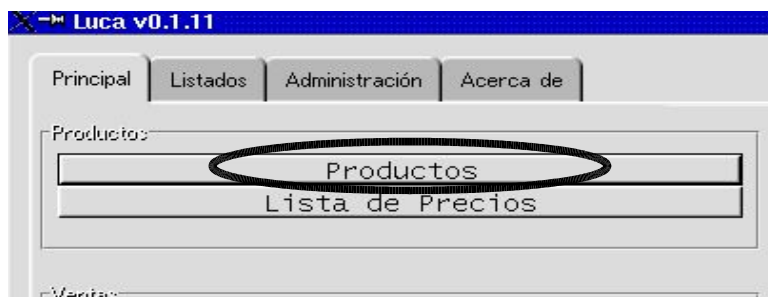 Luca v0.1.11
Principal Listados Administración Acerca de
Productos
Productos
Lista de Precios
Ventas